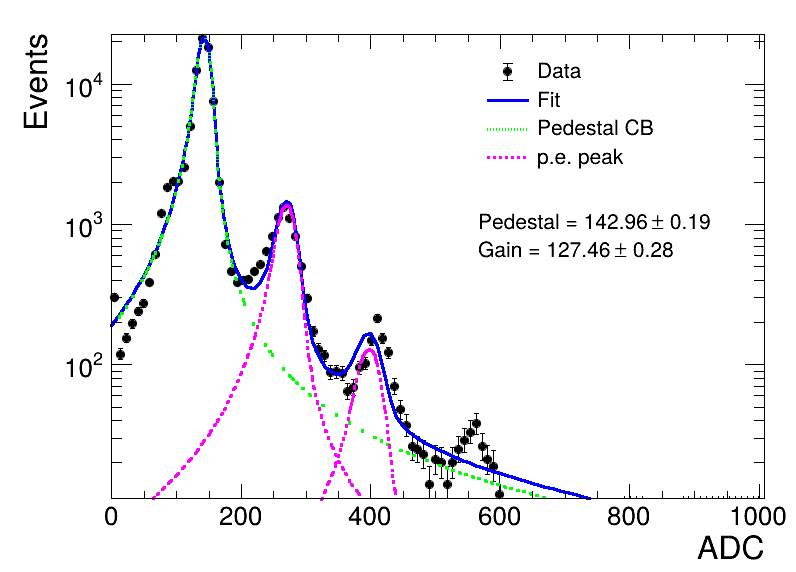 Events
10^4
10^3
10^2
Data
Fit
Pedestal CB
p.e. peak
Pedestal = 142.96 ± 0.19
Gain = 127.46 ± 0.28
0 200 400 600 800 1000
ADC